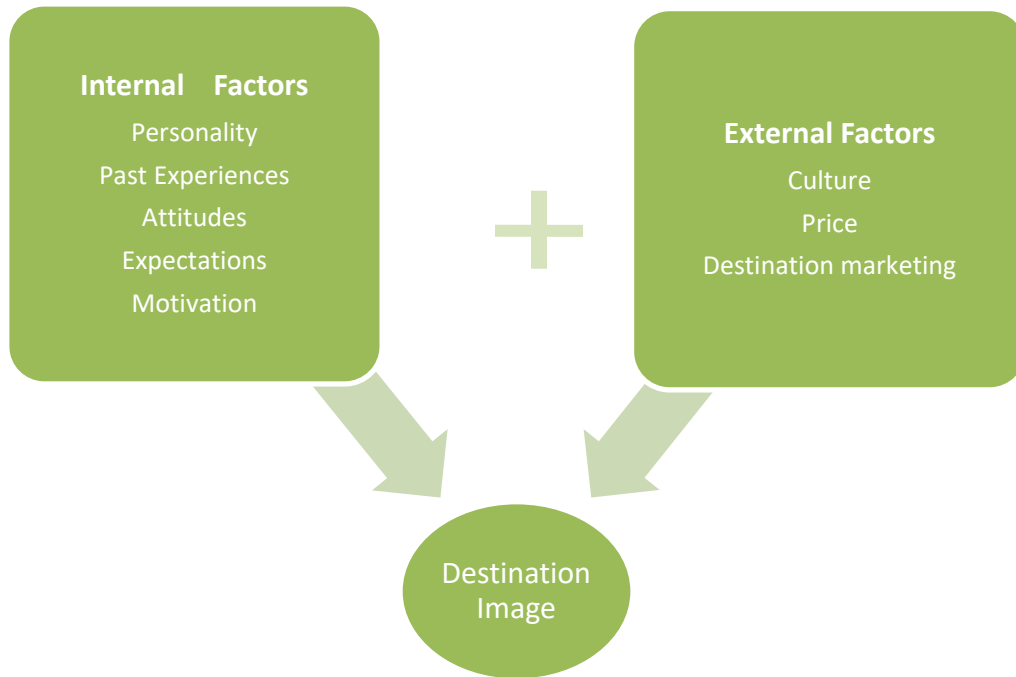 Internal Factors
Personality
Past Experiences
Attitudes
Expectations
Motivation
External Factors
Culture
Price
Destination marketing
Destination
Image